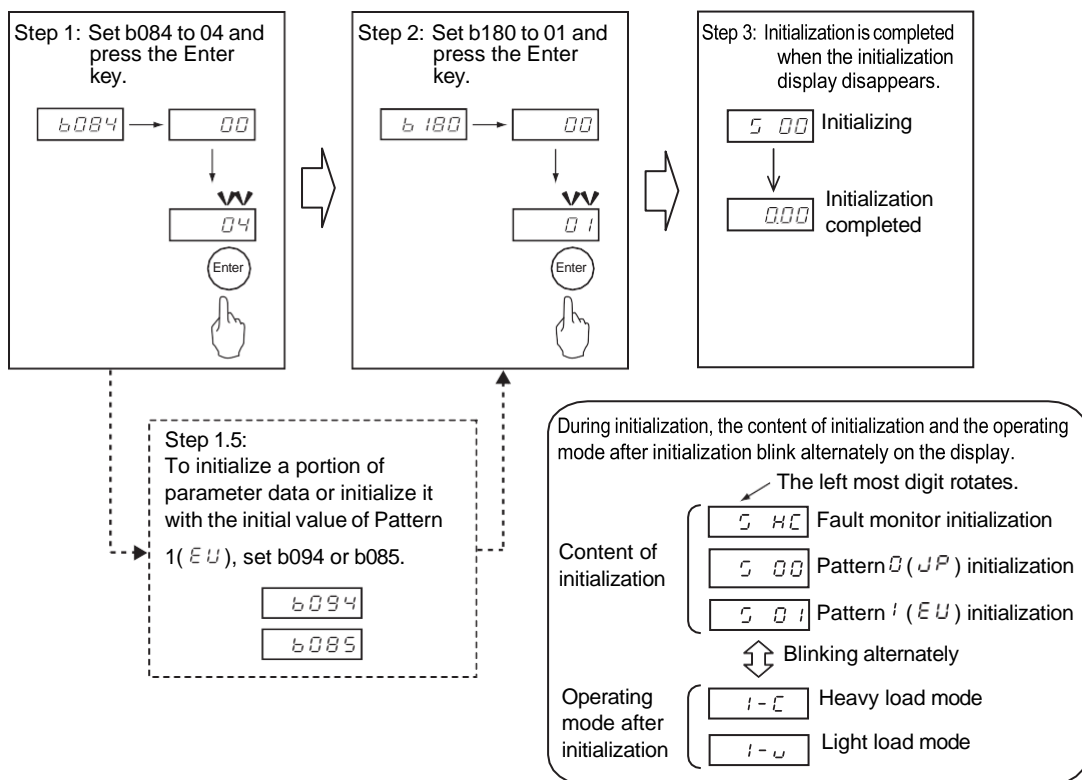 Step 1: Set b084 to 04 and
press the Enter
key.
b084
00
04
Enter
Step 2: Set b180 to 01 and
press the Enter
key.
b180
00
01
Enter
Step 3: Initialization is completed
when the initialization
display disappears.
5 00 Initializing
0.00 Initialization
completed
Step 1.5:
To initialize a portion of
parameter data or initialize it
with the initial value of Pattern
1( EU ), set b094 or b085.
b094
b085
During initialization, the content of initialization and the operating
mode after initialization blink alternately on the display.
The left most digit rotates.
Content of
initialization
5 HC Fault monitor initialization
5 00 Pattern 0 ( JP ) initialization
5 01 Pattern 1 ( EU ) initialization
Blinking alternately
Operating
mode after
initialization
1-C Heavy load mode
1-u Light load mode